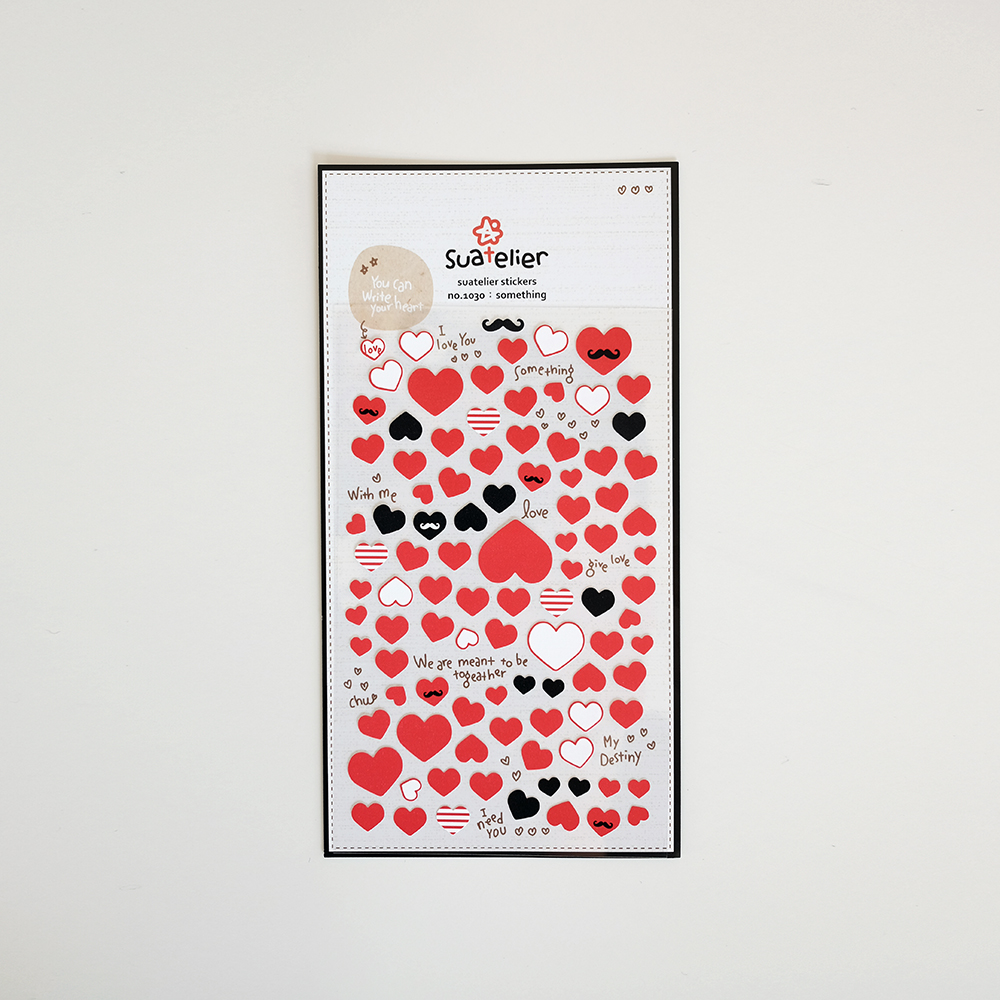 suatelier
suatelier stickers
no.1030 : something
You can
Write
your heart
love
I
love You
something
With me
love
give love
We are meant to be
togeather
chu
My
Destiny
I
need
YOU